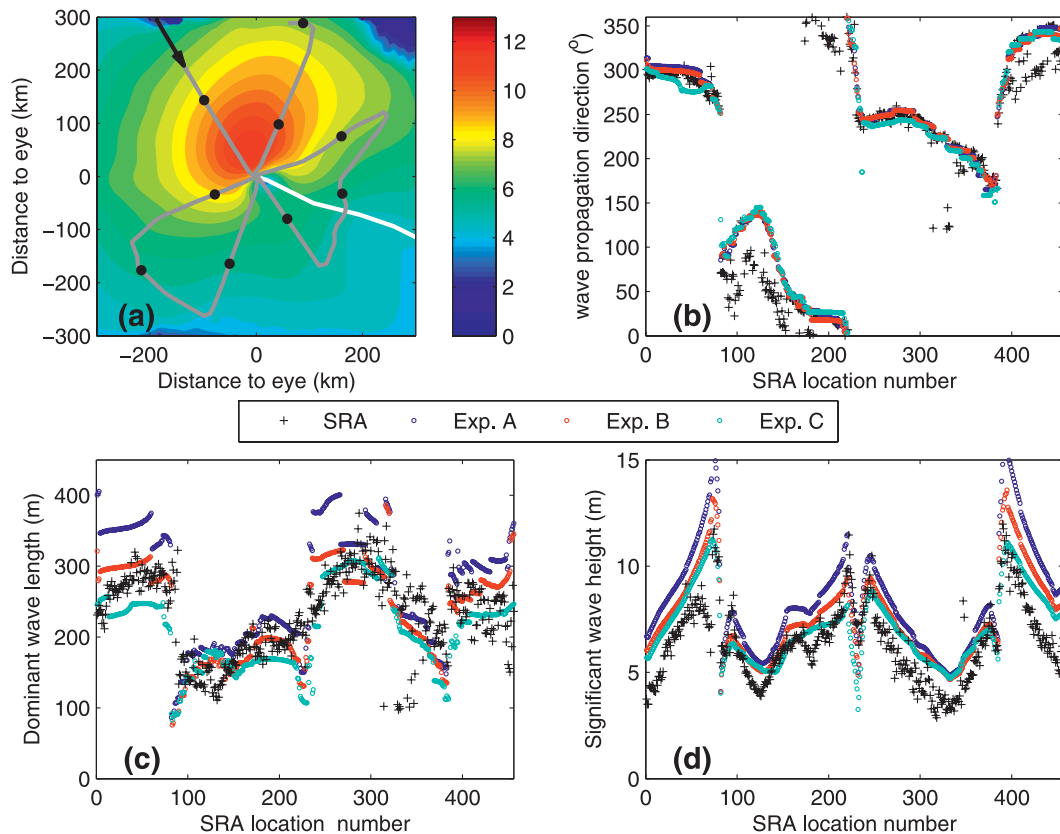 300
200
100
0
−100
−200
−300
Distance to eye (km)
−200 0 200
Distance to eye (km)
(a)
12
10
8
6
4
2
0
350
300
250
200
150
100
50
0
wave propagation direction (°)
0 100 200 300 400
SRA location number
(b)
SRA Exp. A Exp. B Exp. C
400
300
200
100
0
Dominant wave length (m)
0 100 200 300 400
SRA location number
(c)
15
10
5
0
Significant wave height (m)
0 100 200 300 400
SRA location number
(d)